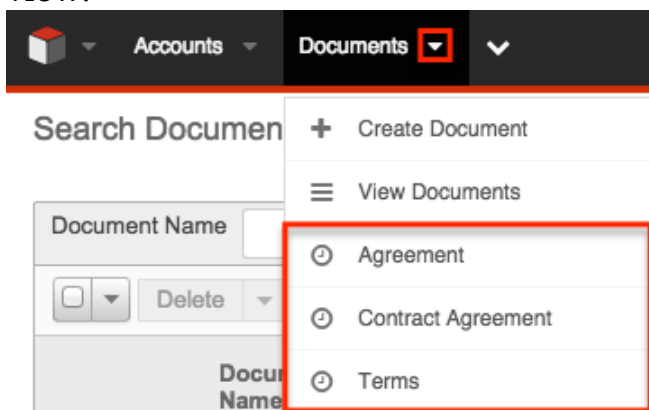 Accounts Documents
Search Documen
Create Document
View Documents
Document Name
Agreement
Delete
Contract Agreement
Docu
Name
Terms